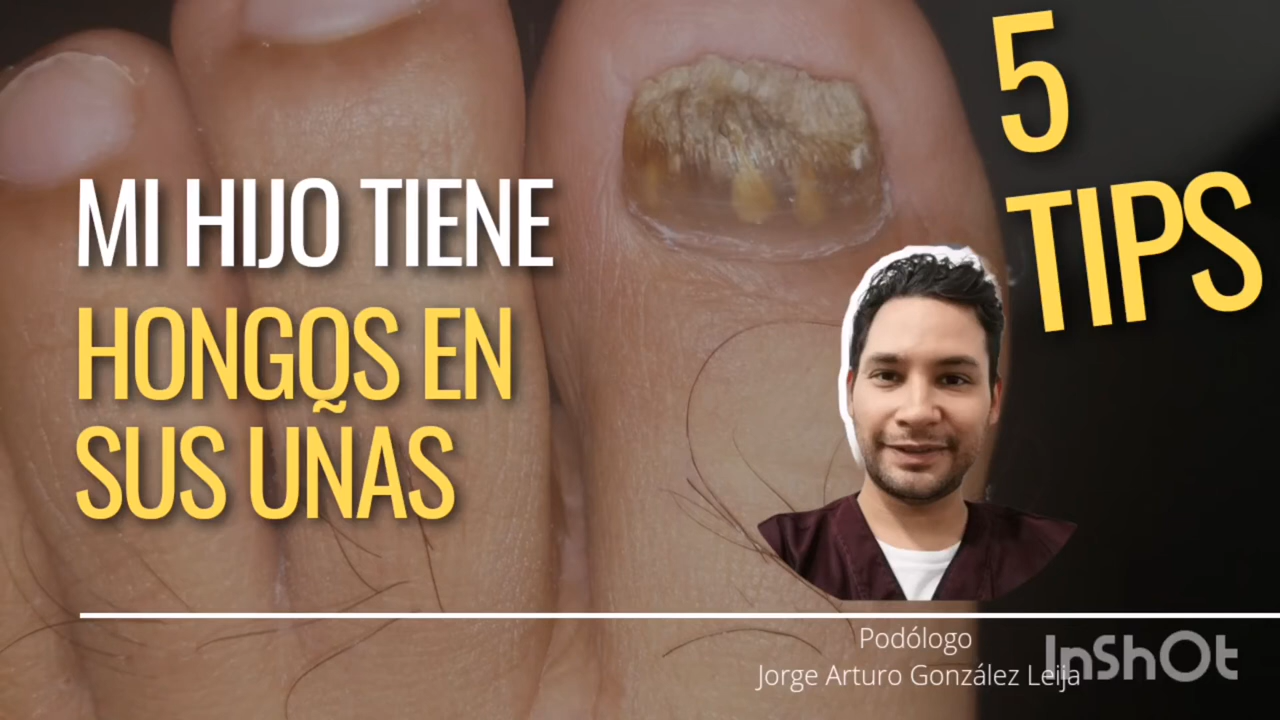 MI HIJO TIENE
HONGOS EN
SUS UÑAS
5
TIPS
Podólogo
Jorge Arturo González Leija
InShOt